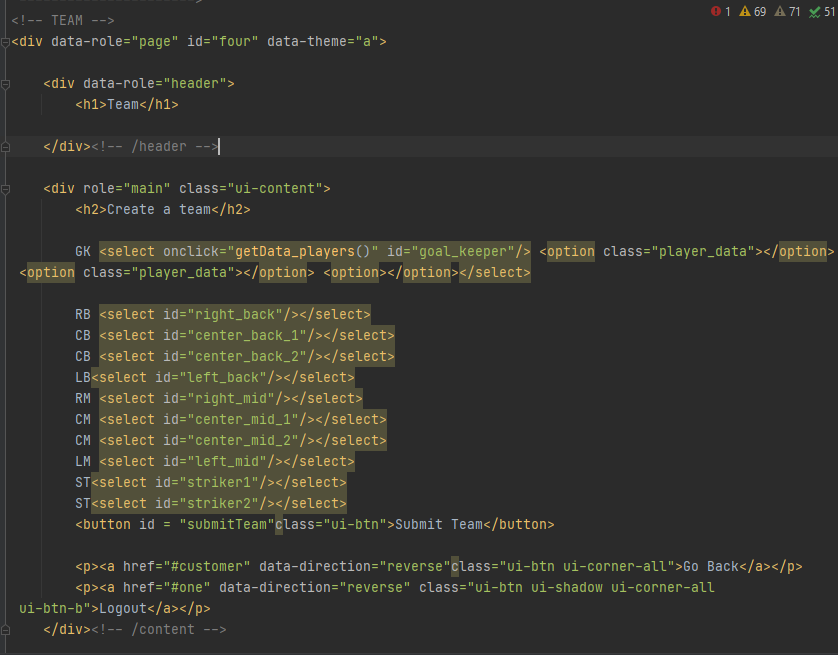 1 69 71 51
<!-- TEAM -->
<div data-role="page" id="four" data-theme="a">
<div data-role="header">
<h1>Team</h1>
</div><!-- /header -->
<div role="main" class="ui-content">
<h2>Create a team</h2>
GK <select onclick="getData_players()" id="goal_keeper"/> <option class="player_data"></option>
<option class="player_data"></option> <option></option></select>
RB <select id="right_back"/></select>
CB <select id="center_back_1"/></select>
CB <select id="center_back_2"/></select>
LB<select id="left_back"/></select>
RM <select id="right_mid"/></select>
CM <select id="center_mid_1"/></select>
CM <select id="center_mid_2"/></select>
LM <select id="left_mid"/></select>
ST<select id="striker1"/></select>
ST<select id="striker2"/></select>
<button id = "submitTeam"class="ui-btn">Submit Team</button>
<p><a href="#customer" data-direction="reverse"class="ui-btn ui-corner-all">Go Back</a></p>
<p><a href="#one" data-direction="reverse" class="ui-btn ui-shadow ui-corner-all
ui-btn-b">Logout</a></p>
</div><!-- /content -->